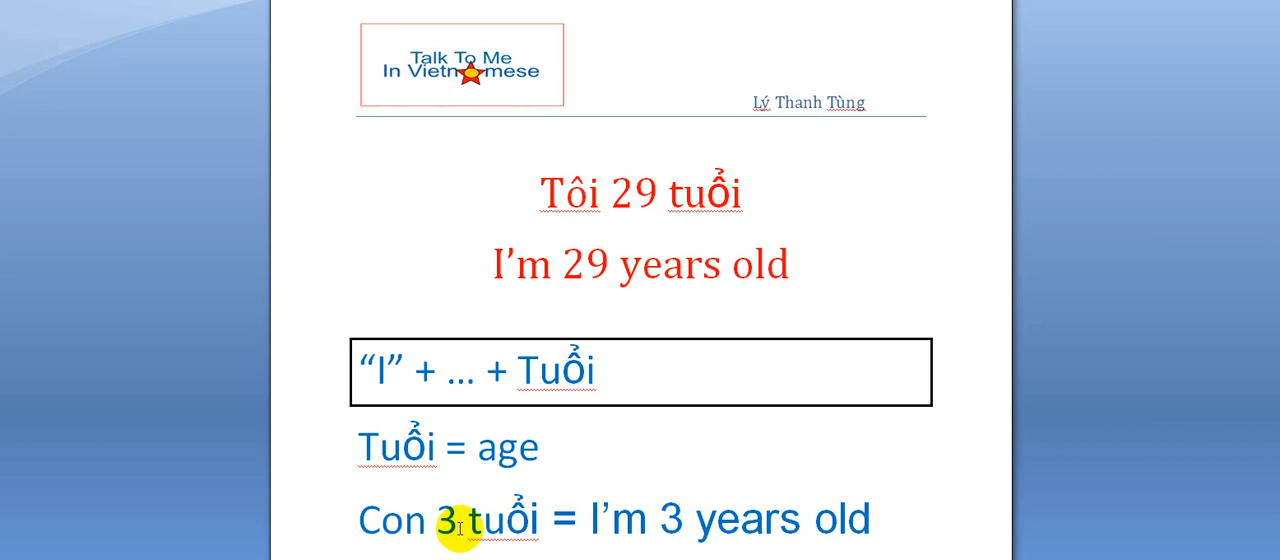 Talk To Me
In Vietnamese
Lý Thanh Tùng
Tôi 29 tuổi
I’m 29 years old
“I” + ... + Tuổi
Tuổi = age
Con 3 tuổi = I’m 3 years old